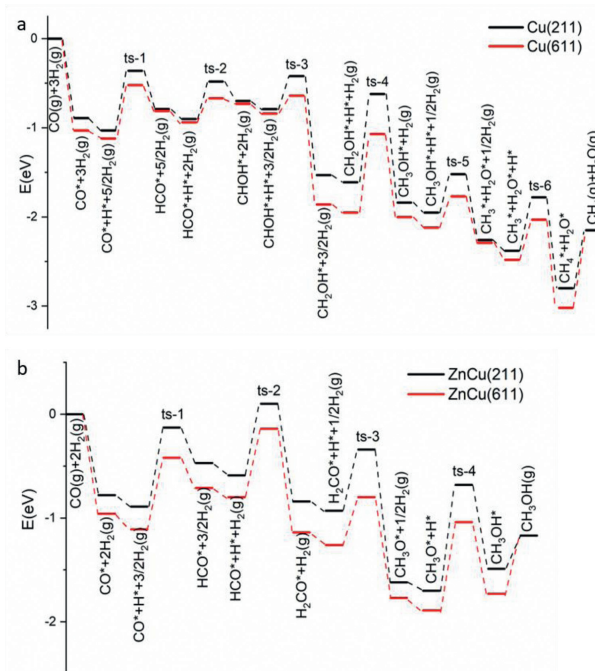 a
Cu(211)
Cu(611)
E(eV)
0
-1
-2
-3
CO(g)+3H₂(g)
CO*+3H₂(g)
CO*+H*+5/2H₂(g)
ts-1
HCO*+5/2H₂(g)
HCO*+H*+2H₂(g)
ts-2
CHOH*+2H₂(g)
CHOH*+H*+3/2H₂(g)
ts-3
CH₂OH*+3/2H₂(g)
CH₂OH*+H*+H₂(g)
ts-4
CH₃OH*+H₂(g)
CH₃OH*+H*+1/2H₂(g)
ts-5
CH₃*+H₂O*+1/2H₂(g)
CH₃*+H₂O*+H*
ts-6
CH₄*+H₂O*
b
ZnCu(211)
ZnCu(611)
E(eV)
0
-1
-2
CO(g)+2H₂(g)
CO*+2H₂(g)
CO*+H*+3/2H₂(g)
ts-1
HCO*+3/2H₂(g)
HCO*+H*+H₂(g)
ts-2
H₂CO*+H₂(g)
H₂CO*+H*+1/2H₂(g)
ts-3
CH₃O*+1/2H₂(g)
CH₃O*+H*
ts-4
CH₃OH*
CH₃OH(g)